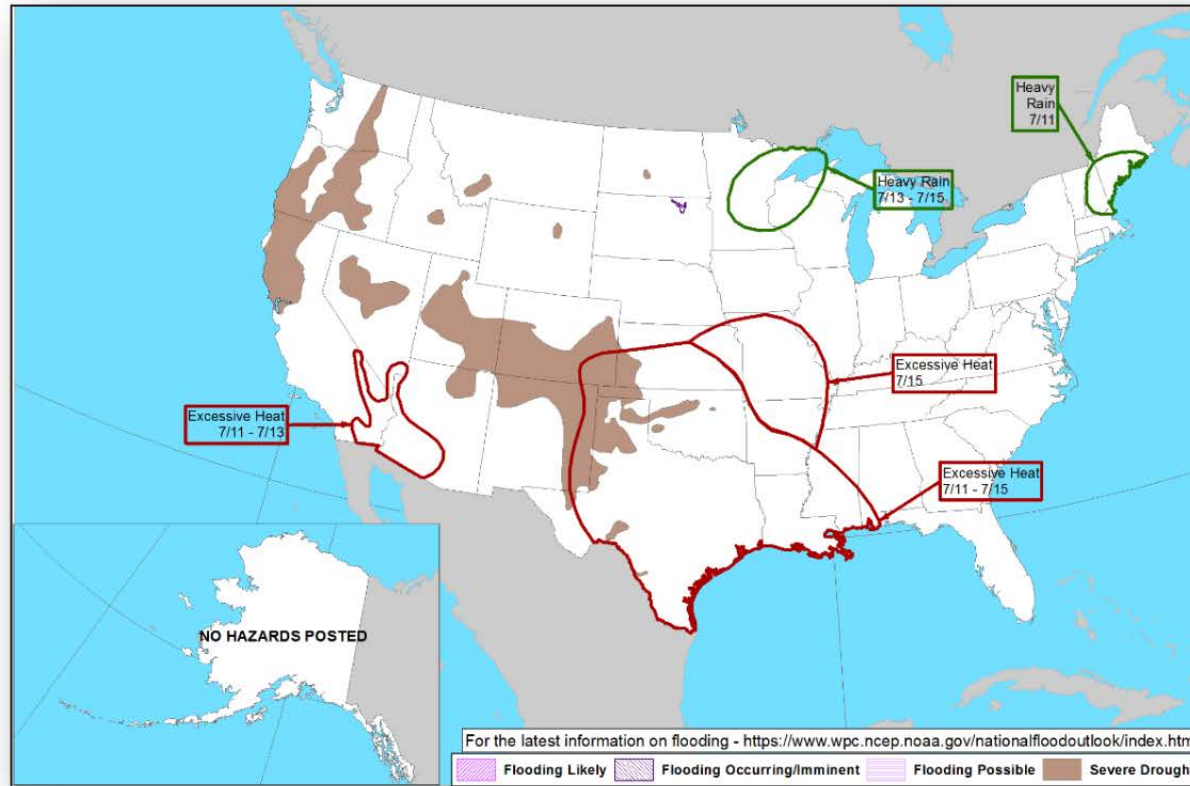 Heavy
Rain
7/11
Heavy Rain
7/13 - 7/15
Excessive Heat
7/15
Excessive Heat
7/11 - 7/13
Excessive Heat
7/11 - 7/15
NO HAZARDS POSTED
For the latest information on flooding - https://www.wpc.ncep.noaa.gov/nationalfloodoutlook/index.htm
Flooding Likely
Flooding Occurring/Imminent
Flooding Possible
Severe Drough